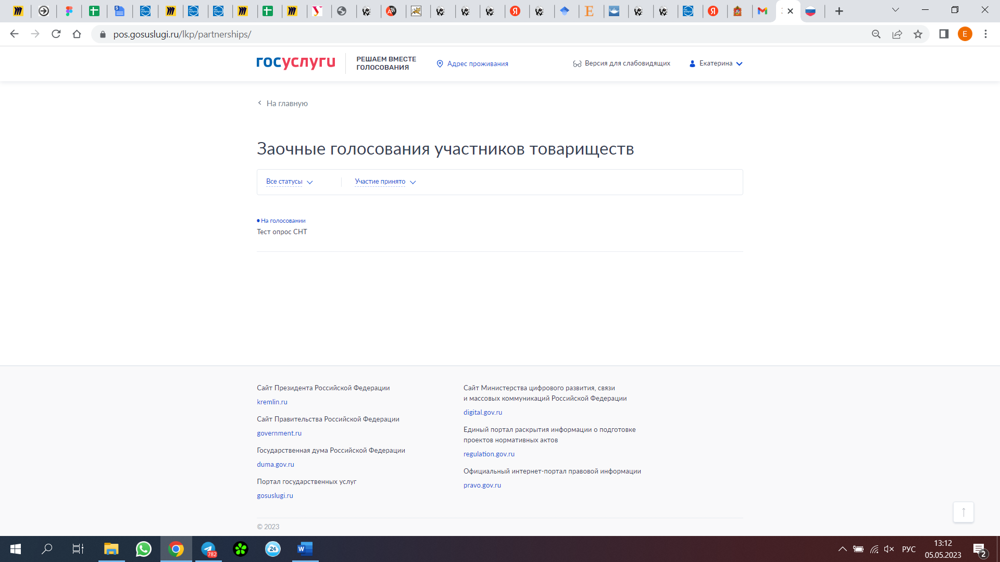 pos.gosuslugi.ru/lkp/partnerships/
E
госуслуги
РЕШАЕМ ВМЕСТЕ
ГОЛОСОВАНИЯ
Адрес проживания
Версия для слабовидящих
Екатерина
На главную
Заочные голосования участников товариществ
Все статусы
Участие принято
На голосовании
Тест опрос СНТ
Сайт Президента Российской Федерации
kremlin.ru
Сайт Правительства Российской Федерации
government.ru
Государственная дума Российской Федерации
duma.gov.ru
Портал государственных услуг
gosuslugi.ru
Сайт Министерства цифрового развития, связи
и массовых коммуникаций Российской Федерации
digital.gov.ru
Единый портал раскрытия информации о подготовке
проектов нормативных актов
regulation.gov.ru
Официальный интернет-портал правовой информации
pravo.gov.ru
© 2023
782
24
W
РУС
13:12
05.05.2023
2